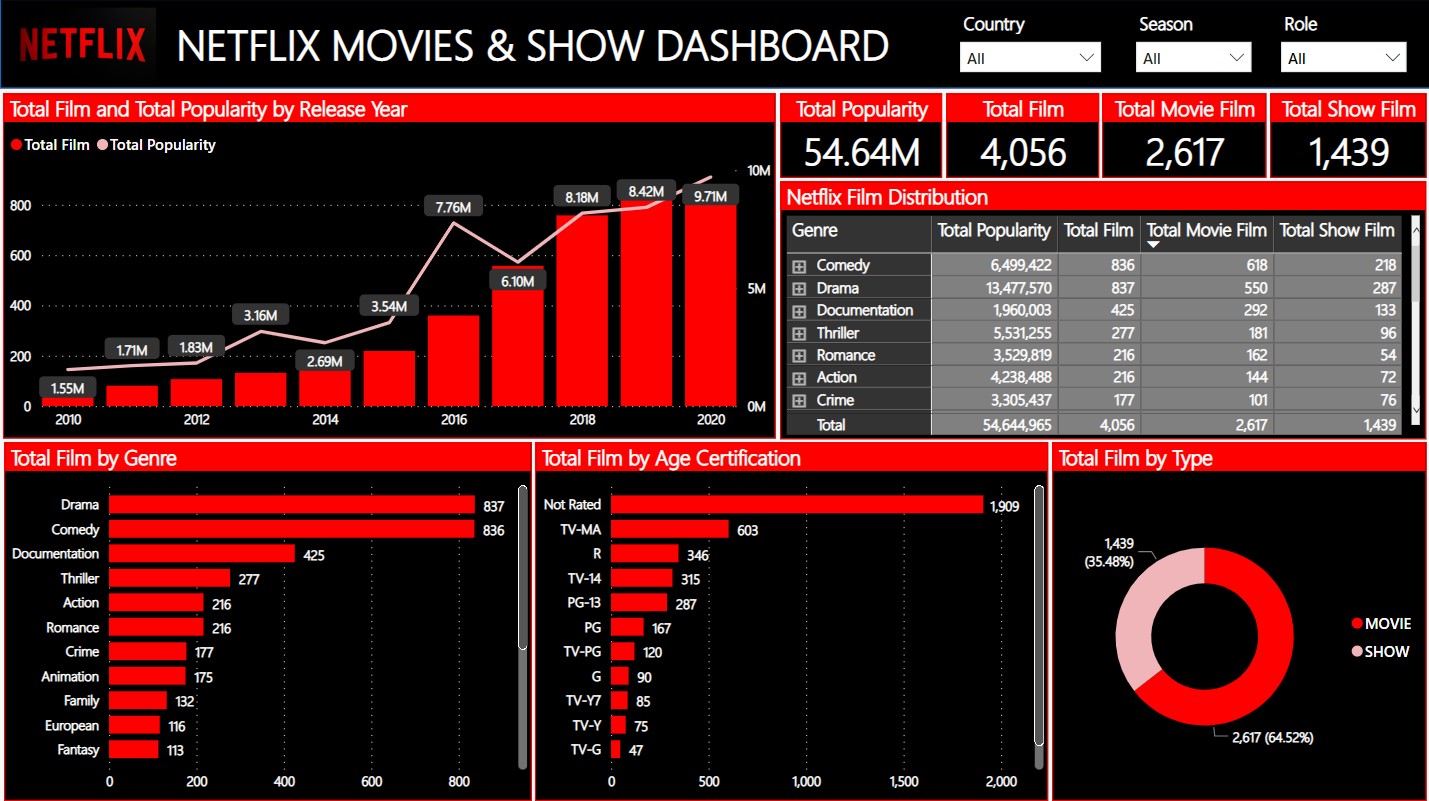 NETFLIX
NETFLIX MOVIES & SHOW DASHBOARD
Country
Season
Role
All
All
All
Total Film and Total Popularity by Release Year
Total Film
Total Popularity
10M
5M
0M
800
600
400
200
0
1.55M
1.71M
1.83M
3.16M
2.69M
3.54M
7.76M
6.10M
8.18M
8.42M
9.71M
2010
2012
2014
2016
2018
2020
Total Popularity
54.64M
Total Film
4,056
Total Movie Film
2,617
Total Show Film
1,439
Netflix Film Distribution
Genre Total Popularity Total Film Total Movie Film Total Show Film
Comedy 6,499,422 836 618 218
Drama 13,477,570 837 550 287
Documentation 1,960,003 425 292 133
Thriller 5,531,255 277 181 96
Romance 3,529,819 216 162 54
Action 4,238,488 216 144 72
Crime 3,305,437 177 101 76
Total 54,644,965 4,056 2,617 1,439
Total Film by Genre
Drama 837
Comedy 836
Documentation 425
Thriller 277
Action 216
Romance 216
Crime 177
Animation 175
Family 132
European 116
Fantasy 113
0 200 400 600 800
Total Film by Age Certification
Not Rated 1,909
TV-MA 603
R 346
TV-14 315
PG-13 287
PG 167
TV-PG 120
G 90
TV-Y7 85
TV-Y 75
TV-G 47
0 500 1,000 1,500 2,000
Total Film by Type
1,439
(35.48%)
MOVIE
SHOW
2,617 (64.52%)